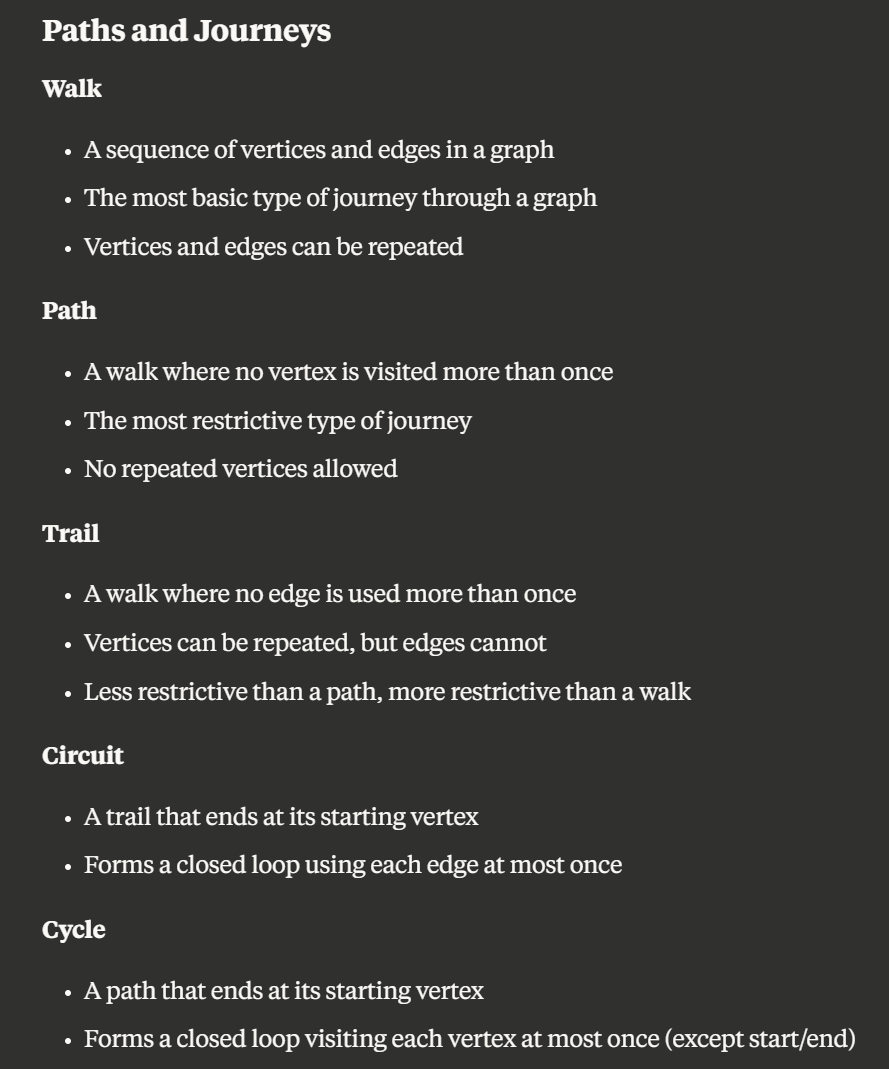 Paths and Journeys
Walk
• A sequence of vertices and edges in a graph
• The most basic type of journey through a graph
• Vertices and edges can be repeated
Path
• A walk where no vertex is visited more than once
• The most restrictive type of journey
• No repeated vertices allowed
Trail
• A walk where no edge is used more than once
• Vertices can be repeated, but edges cannot
• Less restrictive than a path, more restrictive than a walk
Circuit
• A trail that ends at its starting vertex
• Forms a closed loop using each edge at most once
Cycle
• A path that ends at its starting vertex
• Forms a closed loop visiting each vertex at most once (except start/end)